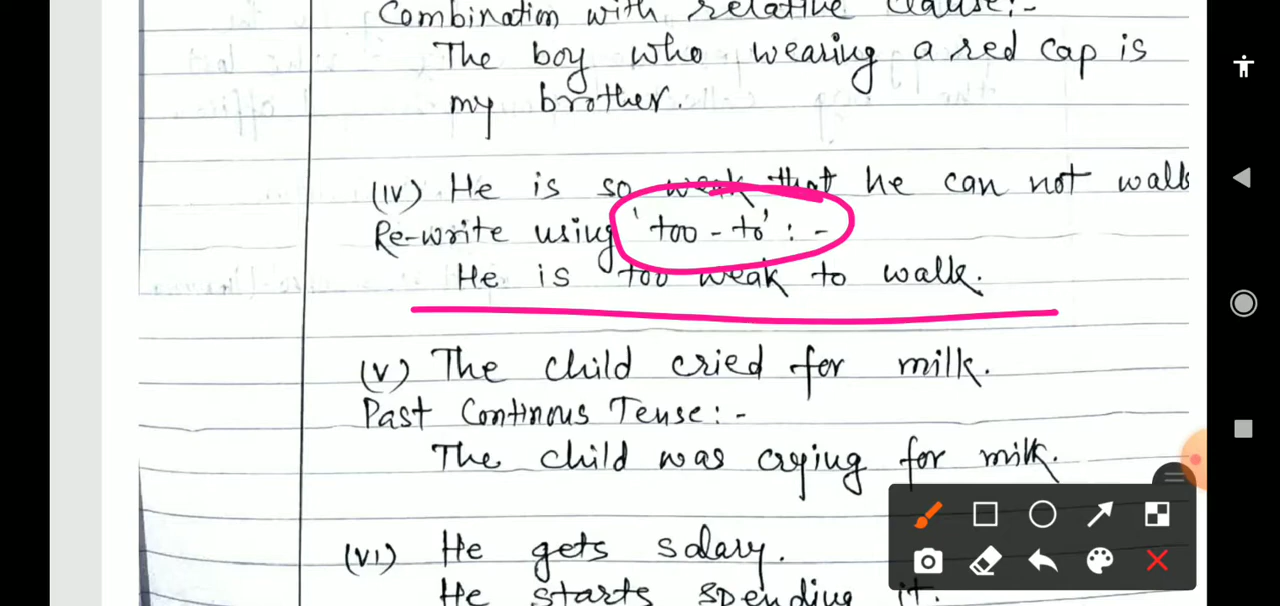 Combination with relative clause:-
The boy who wearing a red cap is
my brother.
(iv) He is so weak that he can not walk
Re-write using 'too - to' : -
He is too weak to walk.
(v) The child cried for milk.
Past Continous Tense: -
The child was crying for milk.
(vi) He gets salary.
He starts spending it.